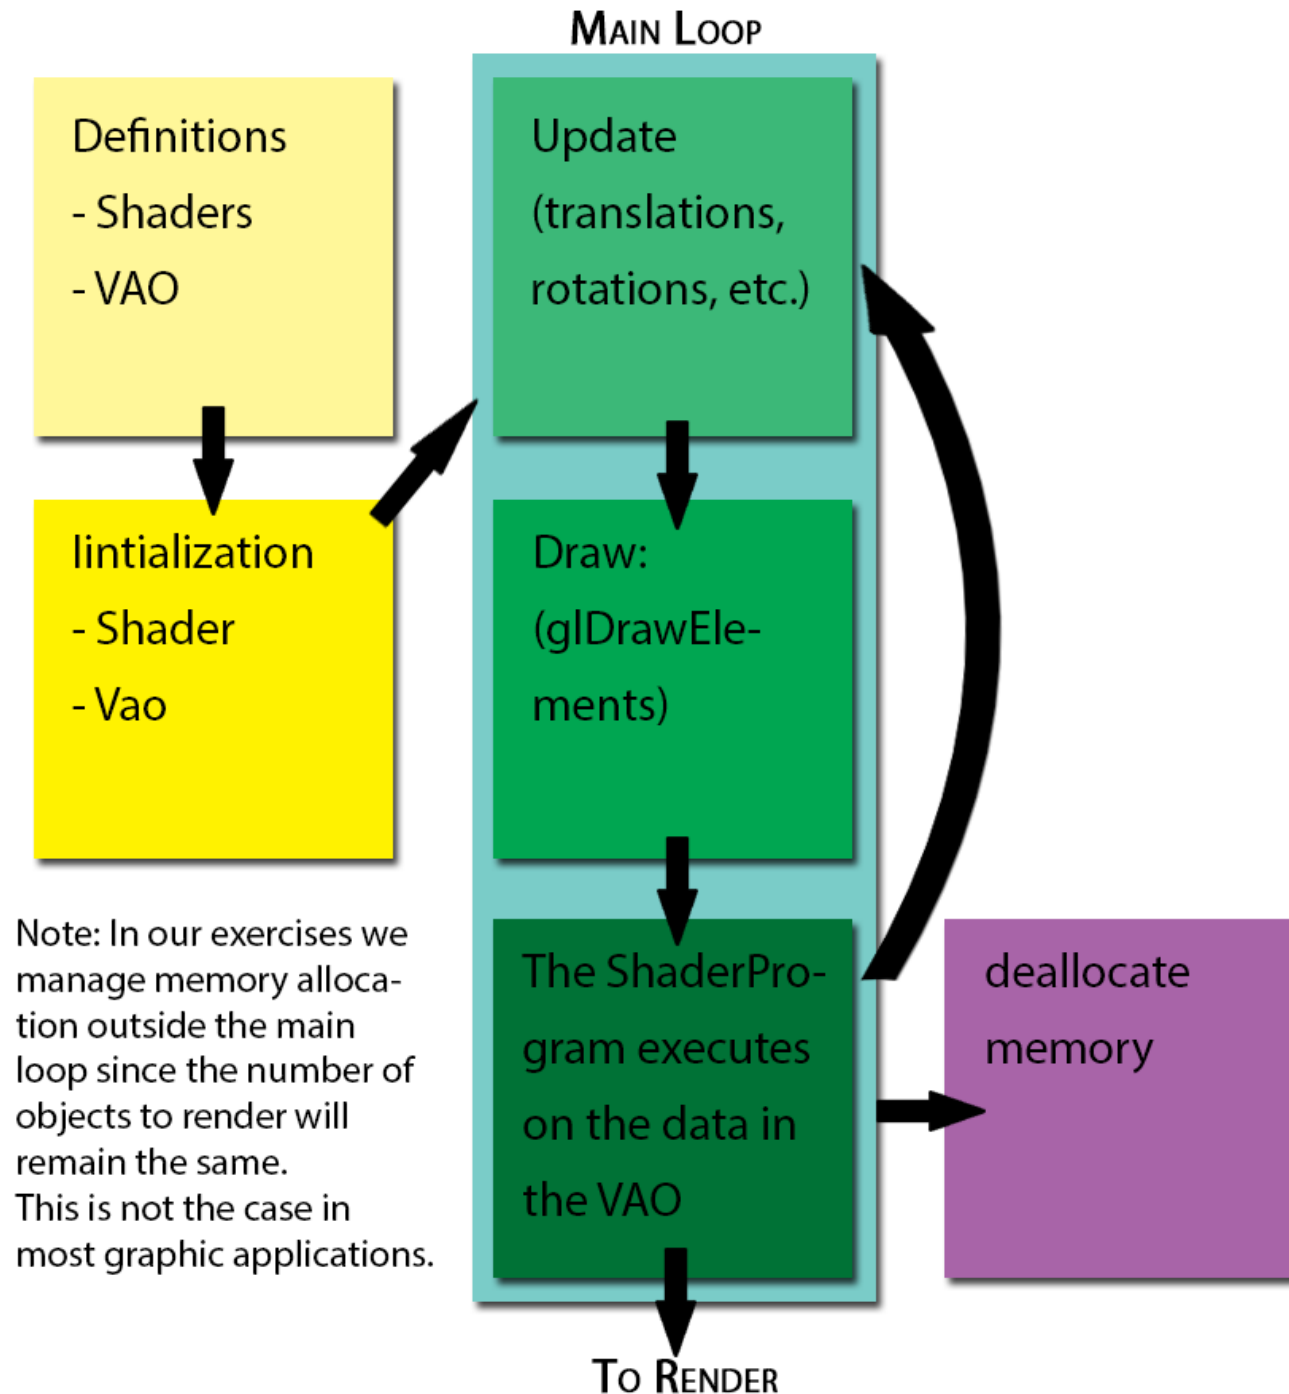 MAIN LOOP
Definitions
- Shaders
- VAO
Iintialization
- Shader
- Vao
Note: In our exercises we
manage memory alloca-
tion outside the main
loop since the number of
objects to render will
remain the same.
This is not the case in
most graphic applications.
Update
(translations,
rotations, etc.)
Draw:
(glDrawEle-
ments)
The ShaderPro-
gram executes
on the data in
the VAO
deallocate
memory
TO RENDER